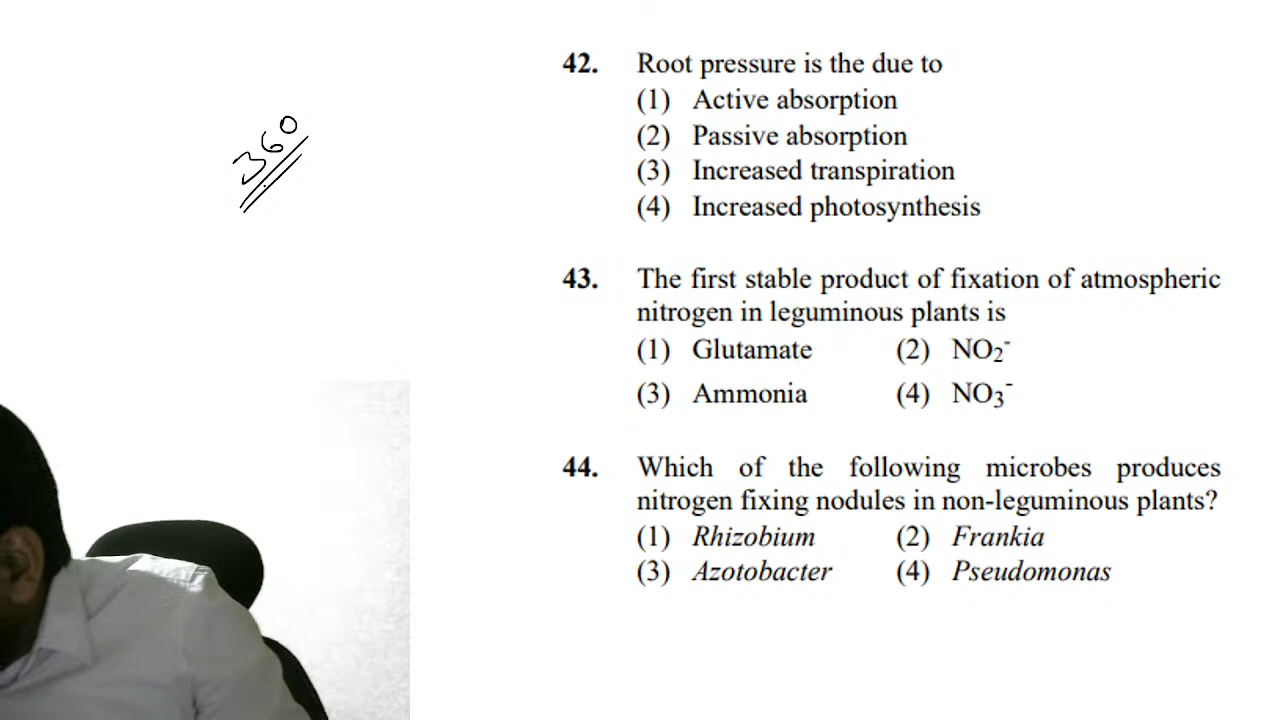 360
42. Root pressure is the due to
(1) Active absorption
(2) Passive absorption
(3) Increased transpiration
(4) Increased photosynthesis
43. The first stable product of fixation of atmospheric
nitrogen in leguminous plants is
(1) Glutamate (2) NO₂⁻
(3) Ammonia (4) NO₃⁻
44. Which of the following microbes produces
nitrogen fixing nodules in non-leguminous plants?
(1) Rhizobium (2) Frankia
(3) Azotobacter (4) Pseudomonas